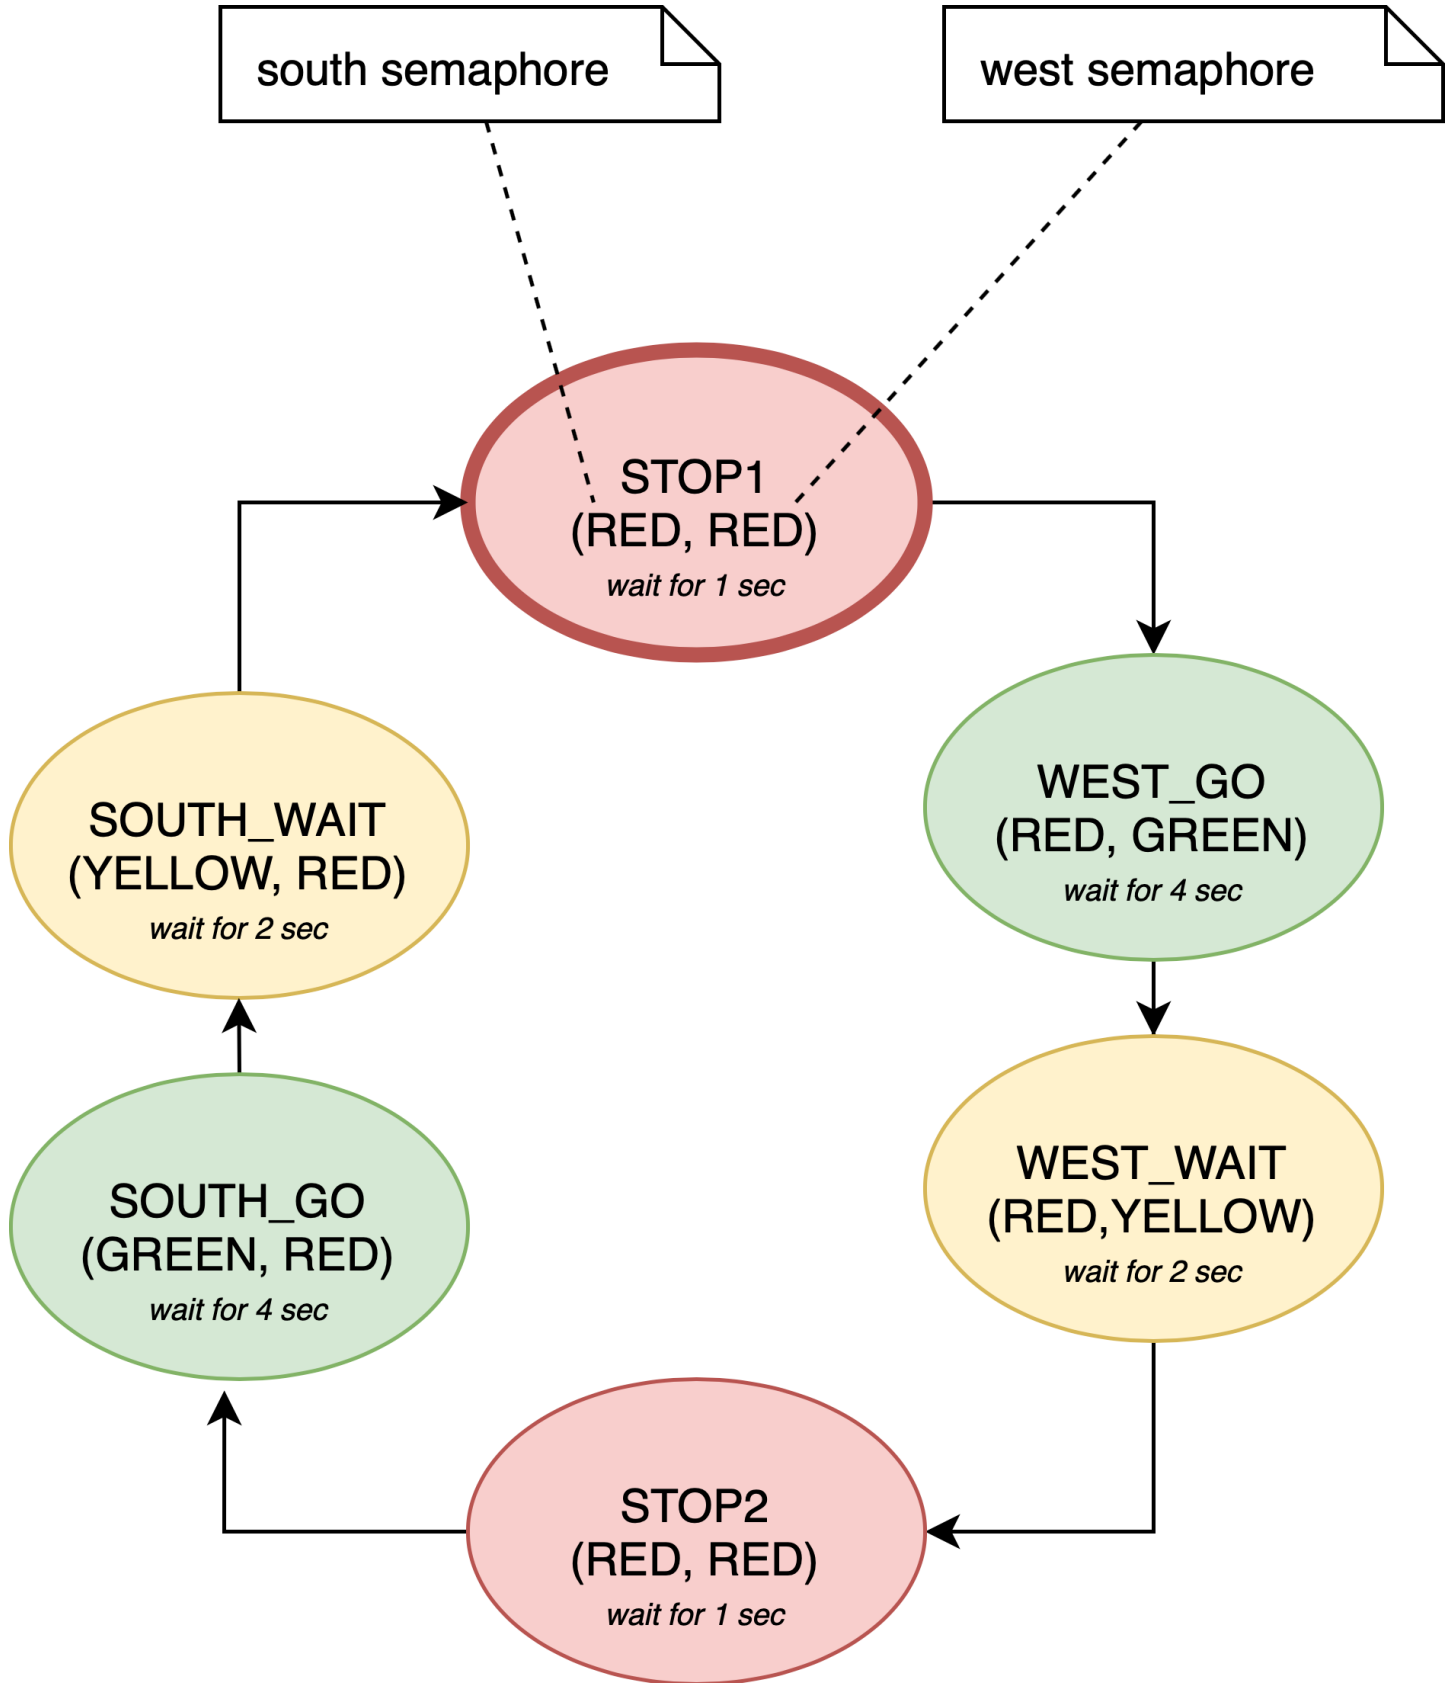 south semaphore
west semaphore
STOP1
(RED, RED)
wait for 1 sec
WEST_GO
(RED, GREEN)
wait for 4 sec
SOUTH_WAIT
(YELLOW, RED)
wait for 2 sec
WEST_WAIT
(RED,YELLOW)
wait for 2 sec
SOUTH_GO
(GREEN, RED)
wait for 4 sec
STOP2
(RED, RED)
wait for 1 sec